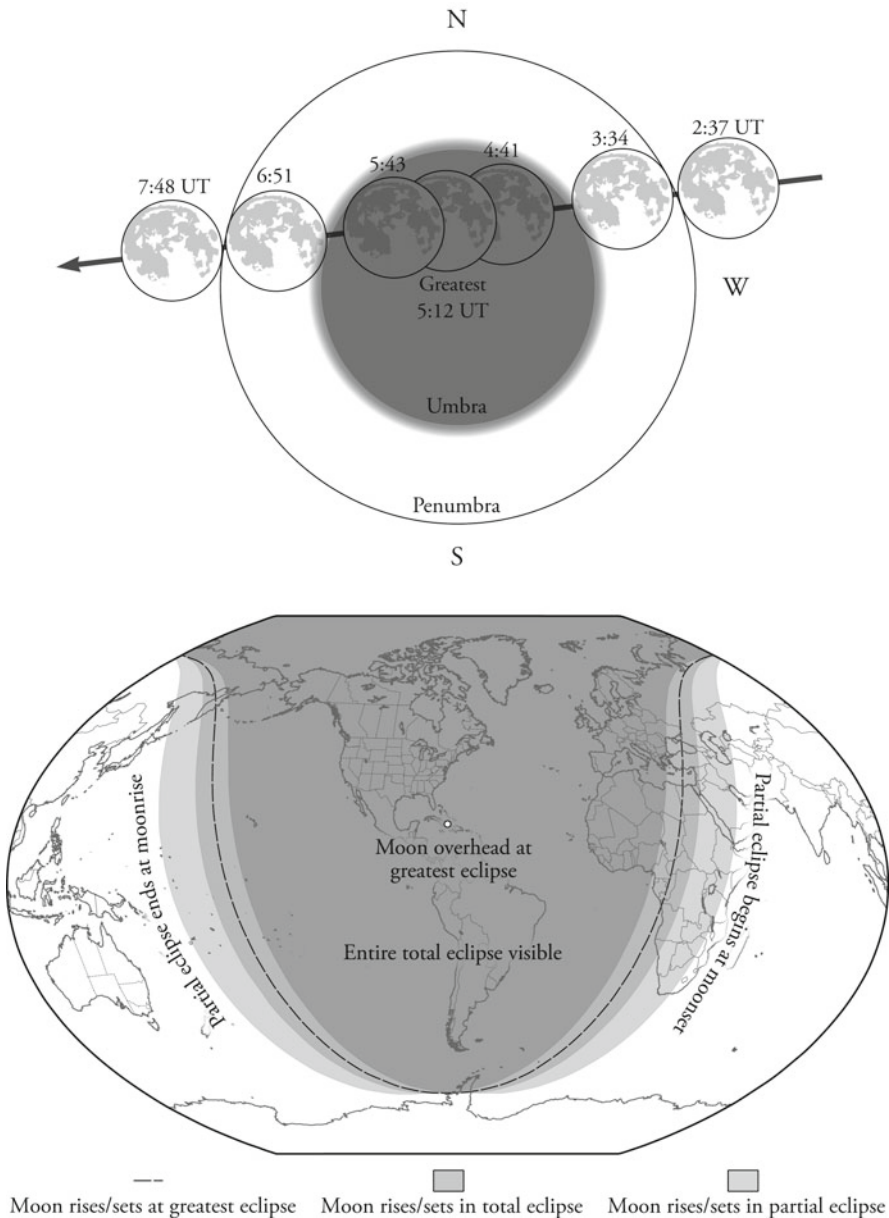 N
2:37 UT
3:34
4:41
5:43
6:51
7:48 UT
Greatest
5:12 UT
W
Umbra
Penumbra
S
Partial eclipse ends at moonrise
Partial eclipse begins at moonset
Moon overhead at
greatest eclipse
Entire total eclipse visible
Moon rises/sets at greatest eclipse
Moon rises/sets in total eclipse
Moon rises/sets in partial eclipse